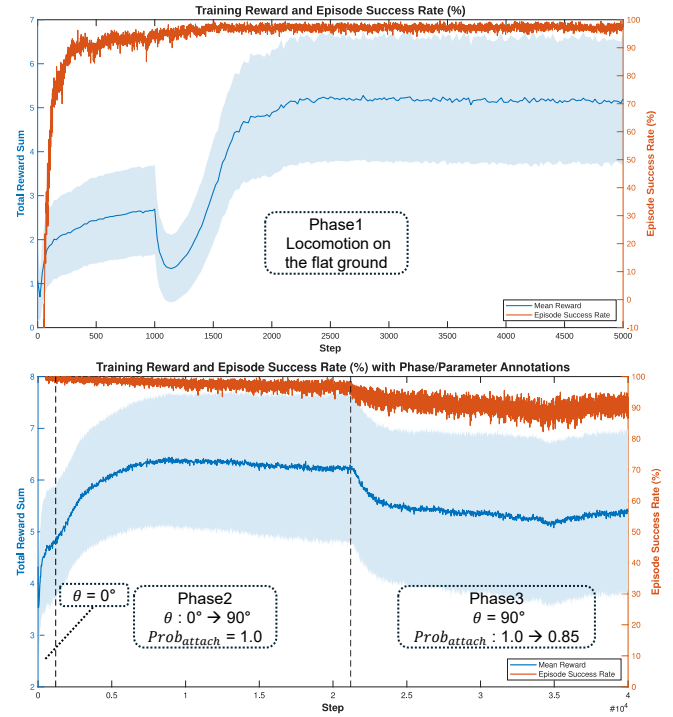 Training Reward and Episode Success Rate (%)
7
6
5
4
3
2
1
0
Total Reward Sum
100
90
80
70
60
50
40
30
20
10
0
-10
Episode Success Rate (%)
Phase1
Locomotion on
the flat ground
Mean Reward
Episode Success Rate
0 500 1000 1500 2000 2500 3000 3500 4000 4500 5000
Step
Training Reward and Episode Success Rate (%) with Phase/Parameter Annotations
8
7
6
5
4
3
2
Total Reward Sum
100
90
80
70
60
50
40
30
20
10
0
Episode Success Rate (%)
θ = 0°
Phase2
θ : 0° → 90°
Prob_attach = 1.0
Phase3
θ = 90°
Prob_attach : 1.0 → 0.85
Mean Reward
Episode Success Rate
0 0.5 1 1.5 2 2.5 3 3.5 4
Step
#10^4